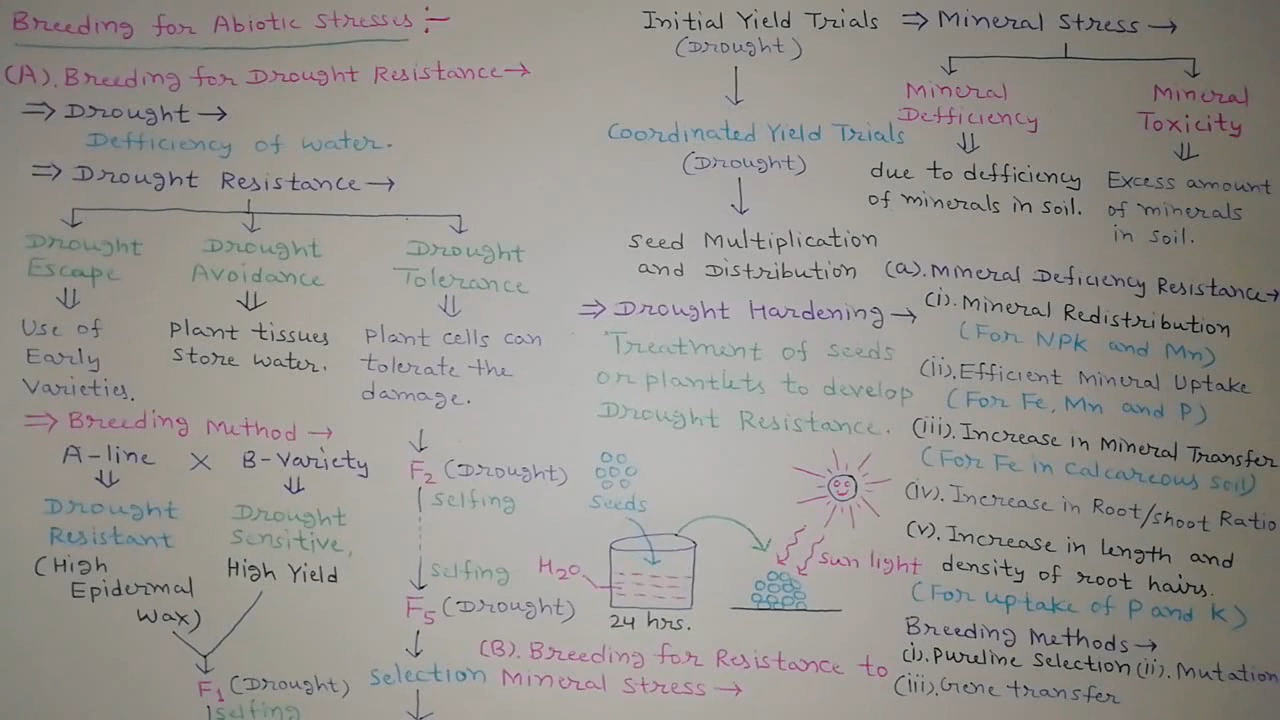 Breeding for Abiotic Stresses :-
(A). Breeding for Drought Resistance →
⇒ Drought →
Defficiency of water.
⇒ Drought Resistance →
Drought Escape
⇓
Use of
Early
Varieties.
Drought
Avoidance
⇓
Plant tissues
store water.
Drought
Tolerance
⇓
Plant cells can
tolerate the
damage.
⇒ Breeding Method →
A-line × B-variety
⇓
Drought
Resistant
(High
Epidermal
Wax)
⇓
Drought
Sensitive,
High Yield
F1 (Drought)
selfing
↓
F2 (Drought)
selfing
selfing
F5 (Drought)
↓
Selection
↓
Initial Yield Trials
(Drought)
↓
Coordinated Yield Trials
(Drought)
↓
Seed Multiplication
and Distribution
⇒ Drought Hardening →
Treatment of seeds
or plantlets to develop
Drought Resistance.
Seeds
H2O
24 hrs.
sun light
(B). Breeding for Resistance to
Mineral Stress →
⇒ Mineral Stress →
Mineral
Defficiency
⇓
due to defficiency
of minerals in soil.
Mineral
Toxicity
⇓
Excess amount
of minerals
in soil.
(a). Mineral Deficiency Resistance →
(i). Mineral Redistribution
(For NPK and Mn)
(ii). Efficient Mineral Uptake
(For Fe, Mn and P)
(iii). Increase in Mineral Transfer
(For Fe in calcareous soil)
(iv). Increase in Root/shoot Ratio
(v). Increase in length and
density of root hairs.
(For uptake of P and K)
Breeding Methods →
(i). Pureline Selection (ii). Mutation
(iii). Gene transfer